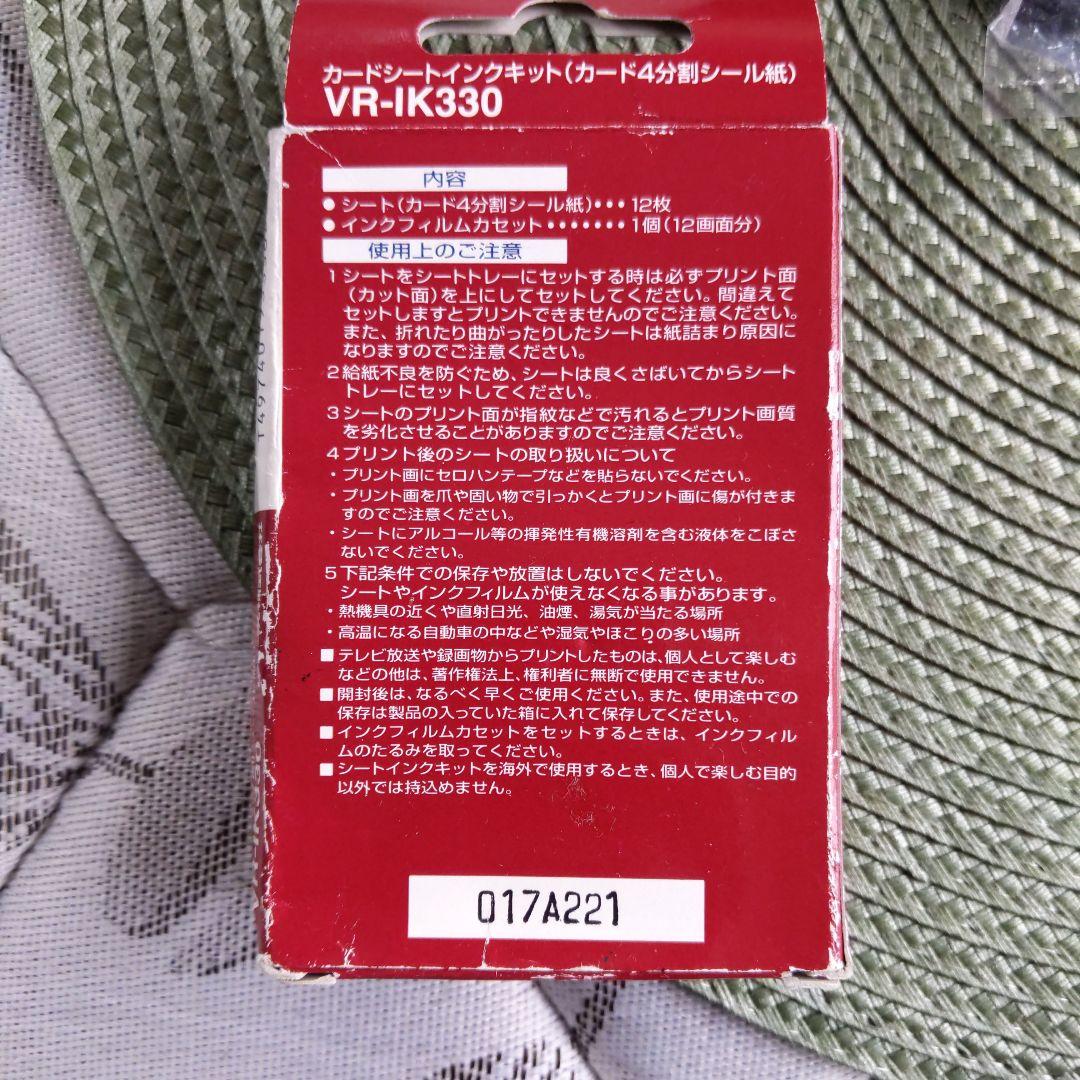 カードシートインクキット(カード4分割シール紙)
VR-IK330
内容
●シート(カード4分割シール紙)・・・12枚
●インクフィルムカセット・・・・・・・1個(12画面分)
使用上のご注意
1シートをシートトレーにセットする時は必ずプリント面
(カット面)を上にしてセットしてください。間違えて
セットしますとプリントできませんのでご注意ください。
また、折れたり曲がったりしたシートは紙詰まり原因に
なりますのでご注意ください。
2給紙不良を防ぐため、シートは良くさばいてからシート
トレーにセットしてください。
3シートのプリント面が指紋などで汚れるとプリント画質
を劣化させることがありますのでご注意ください。
4プリント後のシートの取り扱いについて
・プリント画にセロハンテープなどを貼らないでください。
・プリント画を爪や固い物で引っかくとプリント画に傷が付きま
すのでご注意ください。
・シートにアルコール等の揮発性有機溶剤を含む液体をこぼさ
ないでください。
5下記条件での保存や放置はしないでください。
シートやインクフィルムが使えなくなる事があります。
・熱機具の近くや直射日光、油煙、湯気が当たる場所
・高温になる自動車の中などや湿気やほこりの多い場所
■テレビ放送や録画物からプリントしたものは、個人として楽しむ
などの他は、著作権法上、権利者に無断で使用できません。
■開封後は、なるべく早くご使用ください。また、使用途中での
保存は製品の入っていた箱に入れて保存してください。
■インクフィルムカセットをセットするときは、インクフィル
ムのたるみを取ってください。
■シートインクキットを海外で使用するとき、個人で楽しむ目的
以外では持込めません。
017A221